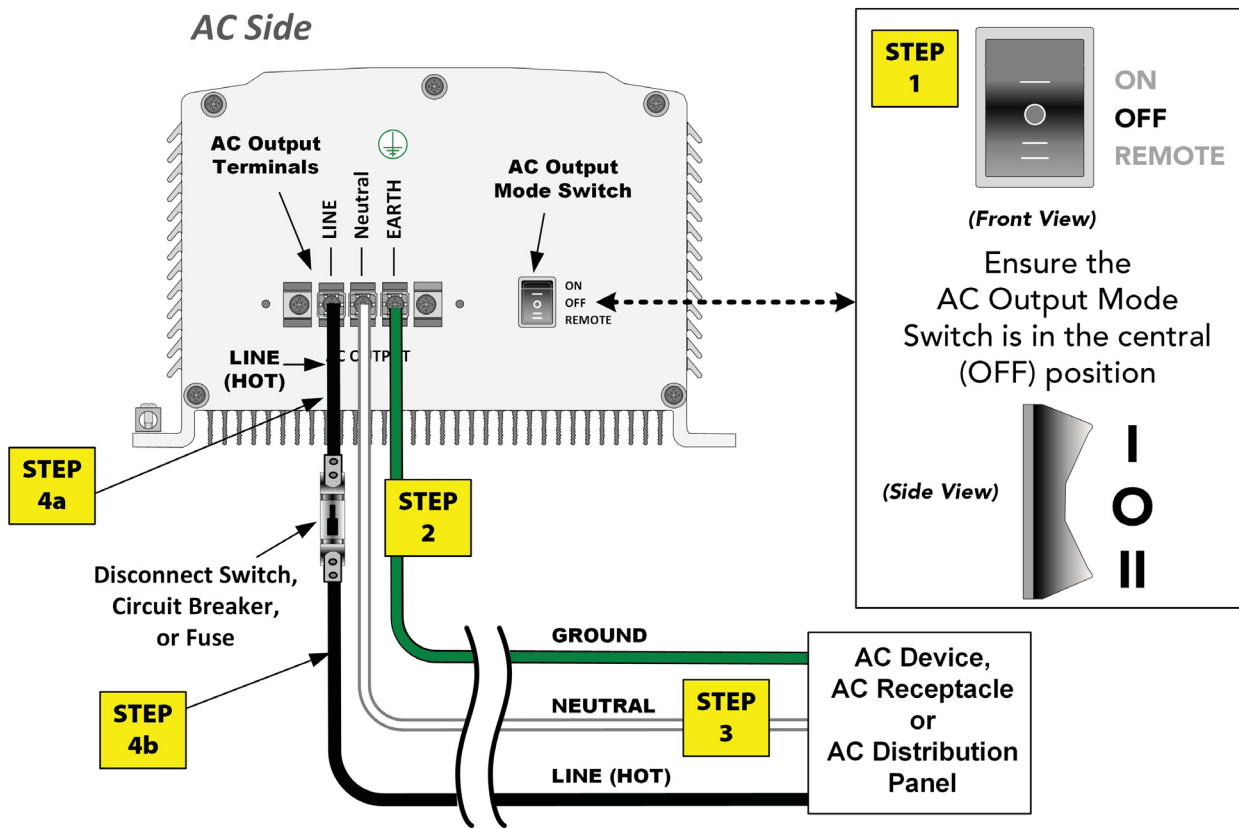 AC Side
AC Output
Terminals
LINE
Neutral
EARTH
AC Output
Mode Switch
ON
OFF
REMOTE
AC OUTPUT
LINE
(HOT)
STEP
4a
STEP
2
Disconnect Switch,
Circuit Breaker,
or Fuse
STEP
4b
GROUND
NEUTRAL
STEP
3
LINE (HOT)
AC Device,
AC Receptacle
or
AC Distribution
Panel
STEP
1
ON
OFF
REMOTE
(Front View)
Ensure the
AC Output Mode
Switch is in the central
(OFF) position
(Side View)
I
O
II